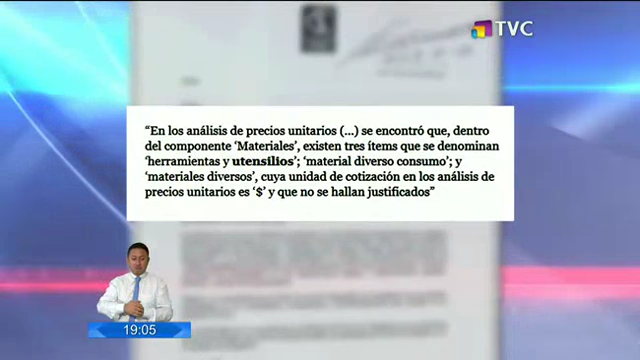 TVC
“En los análisis de precios unitarios (...) se encontró que, dentro
del componente ‘Materiales’, existen tres ítems que se denominan
‘herramientas y utensilios’; ‘material diverso consumo’; y
‘materiales diversos’, cuya unidad de cotización en los análisis de
precios unitarios es ‘$’ y que no se hallan justificados”
19:05